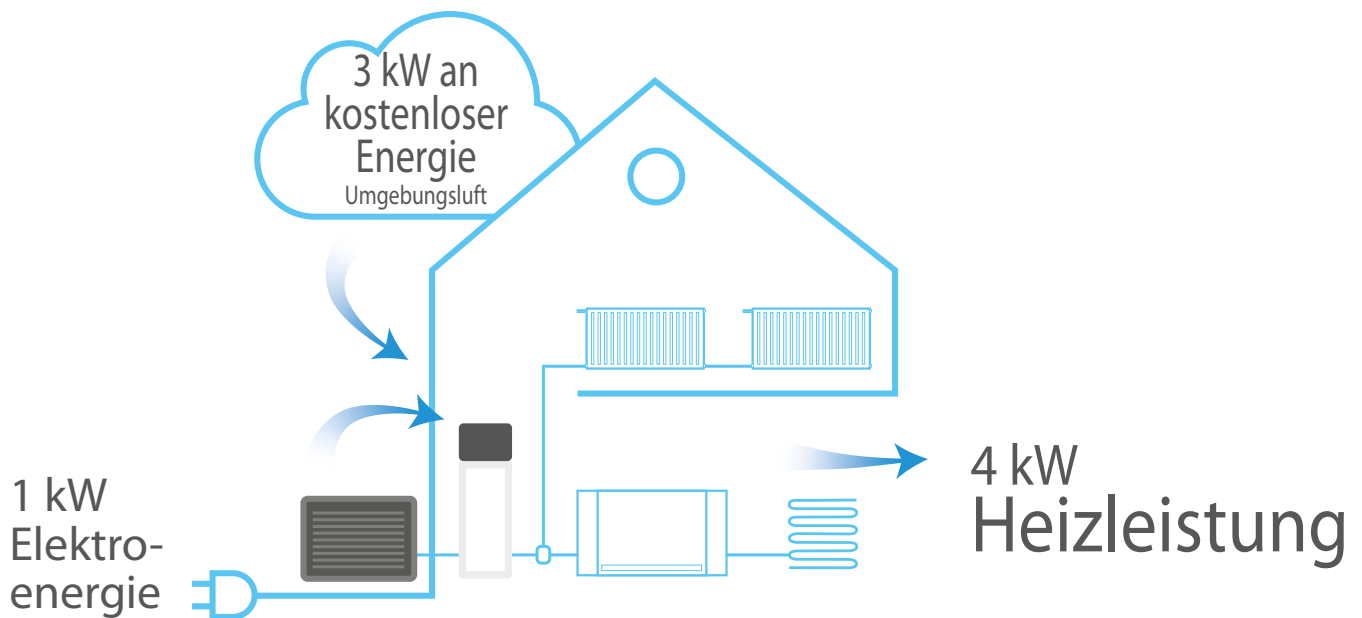 3 kW an
kostenloser
Energie
Umgebungsluft
1 kW
Elektro-
energie
4 kW
Heizleistung